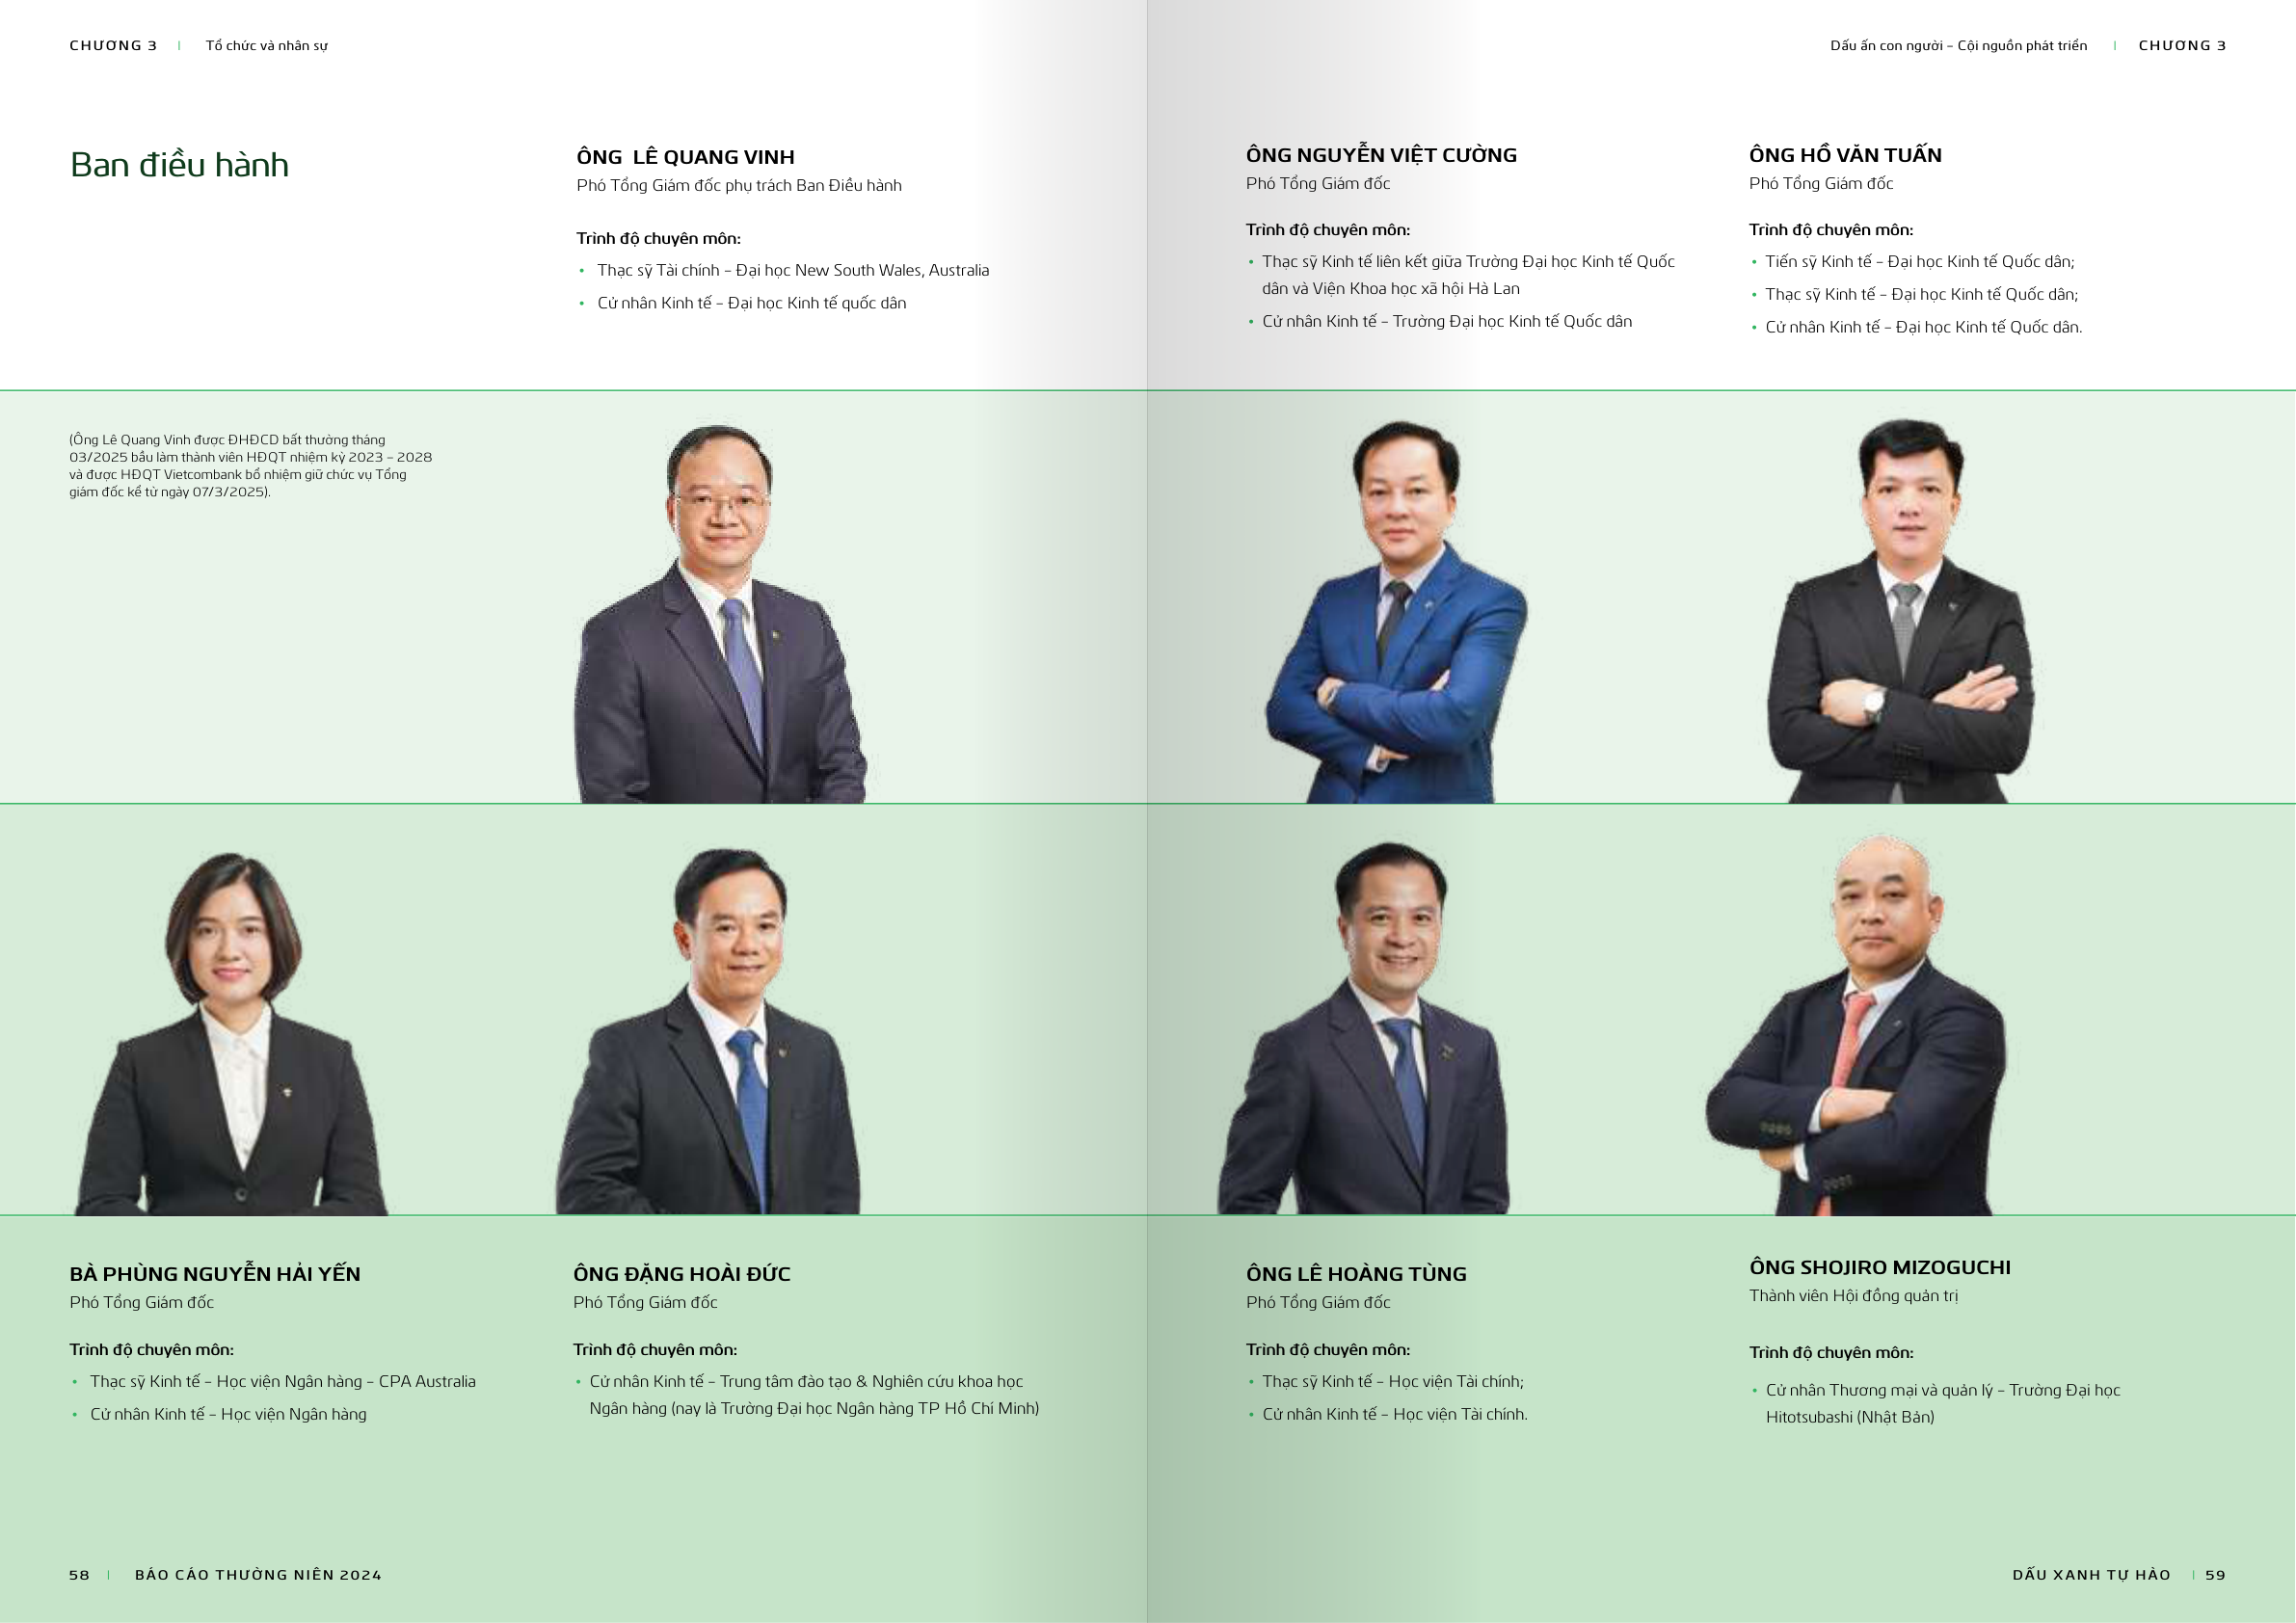 CHƯƠNG 3 | Tổ chức và nhân sự
Dấu ấn con người – Cội nguồn phát triển | CHƯƠNG 3
Ban điều hành
ÔNG LÊ QUANG VINH
Phó Tổng Giám đốc phụ trách Ban Điều hành
Trình độ chuyên môn:
• Thạc sỹ Tài chính – Đại học New South Wales, Australia
• Cử nhân Kinh tế – Đại học Kinh tế quốc dân
ÔNG NGUYỄN VIỆT CƯỜNG
Phó Tổng Giám đốc
Trình độ chuyên môn:
• Thạc sỹ Kinh tế liên kết giữa Trường Đại học Kinh tế Quốc
dân và Viện Khoa học xã hội Hà Lan
• Cử nhân Kinh tế – Trường Đại học Kinh tế Quốc dân
ÔNG HỒ VĂN TUẤN
Phó Tổng Giám đốc
Trình độ chuyên môn:
• Tiến sỹ Kinh tế – Đại học Kinh tế Quốc dân;
• Thạc sỹ Kinh tế – Đại học Kinh tế Quốc dân;
• Cử nhân Kinh tế – Đại học Kinh tế Quốc dân.
(Ông Lê Quang Vinh được ĐHĐCD bất thường tháng
03/2025 bầu làm thành viên HĐQT nhiệm kỳ 2023 – 2028
và được HĐQT Vietcombank bổ nhiệm giữ chức vụ Tổng
giám đốc kể từ ngày 07/3/2025).
BÀ PHÙNG NGUYỄN HẢI YẾN
Phó Tổng Giám đốc
Trình độ chuyên môn:
• Thạc sỹ Kinh tế – Học viện Ngân hàng – CPA Australia
• Cử nhân Kinh tế – Học viện Ngân hàng
ÔNG ĐẶNG HOÀI ĐỨC
Phó Tổng Giám đốc
Trình độ chuyên môn:
• Cử nhân Kinh tế – Trung tâm đào tạo & Nghiên cứu khoa học
Ngân hàng (nay là Trường Đại học Ngân hàng TP Hồ Chí Minh)
ÔNG LÊ HOÀNG TÙNG
Phó Tổng Giám đốc
Trình độ chuyên môn:
• Thạc sỹ Kinh tế – Học viện Tài chính;
• Cử nhân Kinh tế – Học viện Tài chính.
ÔNG SHOJIRO MIZOGUCHI
Thành viên Hội đồng quản trị
Trình độ chuyên môn:
• Cử nhân Thương mại và quản lý – Trường Đại học
Hitotsubashi (Nhật Bản)
58 | BÁO CÁO THƯỜNG NIÊN 2024
DẤU XANH TỰ HÀO | 59